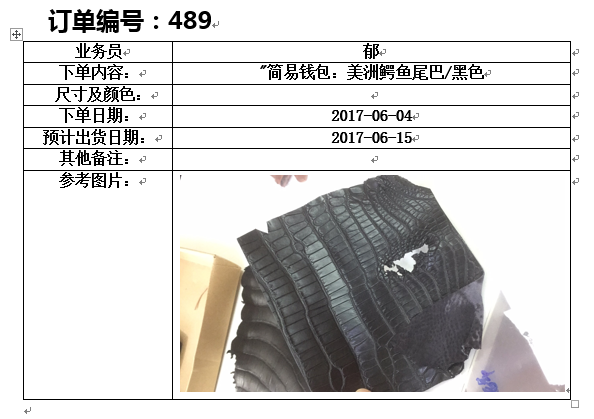 订单编号：489
业务员 郁
下单内容： "简易钱包：美洲鳄鱼尾巴/黑色
尺寸及颜色：
下单日期： 2017-06-04
预计出货日期： 2017-06-15
其他备注：
参考图片：